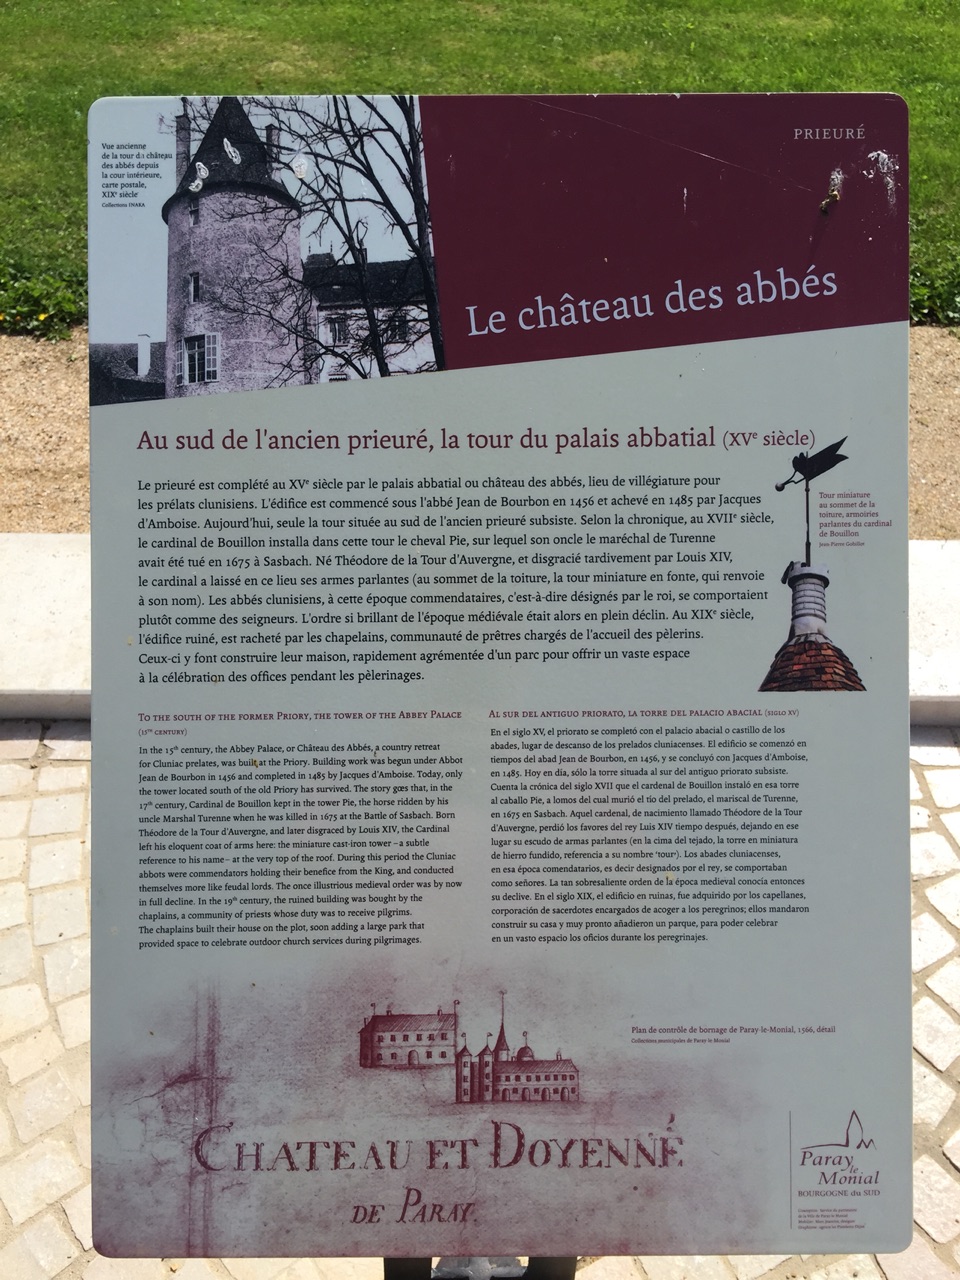 PRIEURÉ
Vue ancienne
de la tour du château
des abbés depuis
la cour intérieure,
carte postale,
XIXe siècle
Collections INARA
Le château des abbés
Au sud de l'ancien prieuré, la tour du palais abbatial (XVe siècle)
Le prieuré est complété au XVe siècle par le palais abbatial ou château des abbés, lieu de villégiature pour
les prélats clunisiens. L'édifice est commencé sous l'abbé Jean de Bourbon en 1456 et achevé en 1485 par Jacques
d'Amboise. Aujourd'hui, seule la tour située au sud de l'ancien prieuré subsiste. Selon la chronique, au XVIIe siècle,
le cardinal de Bouillon installa dans cette tour le cheval Pie, sur lequel son oncle le maréchal de Turenne
avait été tué en 1675 à Sasbach. Né Théodore de la Tour d'Auvergne, et disgracié tardivement par Louis XIV,
le cardinal a laissé en ce lieu ses armes parlantes (au sommet de la toiture, la tour miniature en fonte, qui renvoie
à son nom). Les abbés clunisiens, à cette époque commendataires, c'est-à-dire désignés par le roi, se comportaient
plutôt comme des seigneurs. L'ordre si brillant de l'époque médiévale était alors en plein déclin. Au XIXe siècle,
l'édifice ruiné, est racheté par les chapelains, communauté de prêtres chargés de l'accueil des pèlerins.
Ceux-ci y font construire leur maison, rapidement agrémentée d'un parc pour offrir un vaste espace
à la célébration des offices pendant les pèlerinages.
Tour miniature
au sommet de la
toiture, armoiries
parlantes du cardinal
de Bouillon
Jean-Pierre Gobillot
To the south of the former Priory, the tower of the Abbey Palace
(15th century)
In the 15th century, the Abbey Palace, or Château des Abbés, a country retreat
for Cluniac prelates, was built at the Priory. Building work was begun under Abbot
Jean de Bourbon in 1456 and completed in 1485 by Jacques d'Amboise. Today, only
the tower located south of the old Priory has survived. The story goes that, in the
17th century, Cardinal de Bouillon kept in the tower Pie, the horse ridden by his
uncle Marshal Turenne when he was killed in 1675 at the Battle of Sasbach. Born
Théodore de la Tour d'Auvergne, and later disgraced by Louis XIV, the Cardinal
left his eloquent coat of arms here: the miniature cast-iron tower – a subtle
reference to his name – at the very top of the roof. During this period the Cluniac
abbots were commendators holding their benefice from the King, and conducted
themselves more like feudal lords. The once illustrious medieval order was by now
in full decline. In the 19th century, the ruined building was bought by the
chaplains, a community of priests whose duty was to receive pilgrims.
The chaplains built their house on the plot, soon adding a large park that
provided space to celebrate outdoor church services during pilgrimages.
Al sur del antiguo priorato, la torre del palacio abacial (siglo XV)
En el siglo XV, el priorato se completó con el palacio abacial o castillo de los
abades, lugar de descanso de los prelados cluniacenses. El edificio se comenzó en
tiempos del abad Jean de Bourbon, en 1456, y se concluyó con Jacques d'Amboise,
en 1485. Hoy en dia, sólo la torre situada al sur del antiguo priorato subsiste.
Cuenta la crónica del siglo XVII que el cardenal de Bouillon instaló en esa torre
al caballo Pie, a lomos del cual murió el tío del prelado, el mariscal de Turenne,
en 1675 en Sasbach. Aquel cardenal, de nacimiento llamado Théodore de la Tour
d'Auvergne, perdió los favores del rey Luis XIV tiempo después, dejando en ese
lugar su escudo de armas parlantes (en la cima del tejado, la torre en miniatura
de hierro fundido, referencia a su nombre 'tour'). Los abades cluniacenses,
en esa época comendatarios, es decir designados por el rey, se comportaban
como señores. La tan sobresaliente orden de la época medieval conocía entonces
su declive. En el siglo XIX, el edificio en ruinas, fue adquirido por los capellanes,
corporación de sacerdotes encargados de acoger a los peregrinos; ellos mandaron
construir su casa y muy pronto añadieron un parque, para poder celebrar
en un vasto espacio los oficios durante los peregrinajes.
Plan de contrôle de bornage de Paray-le-Monial, 1566, détail
Collections municipales de Paray le Monial
CHATEAU ET DOYENNÉ
DE PARAY.
Paray
le
Monial
BOURGOGNE du SUD